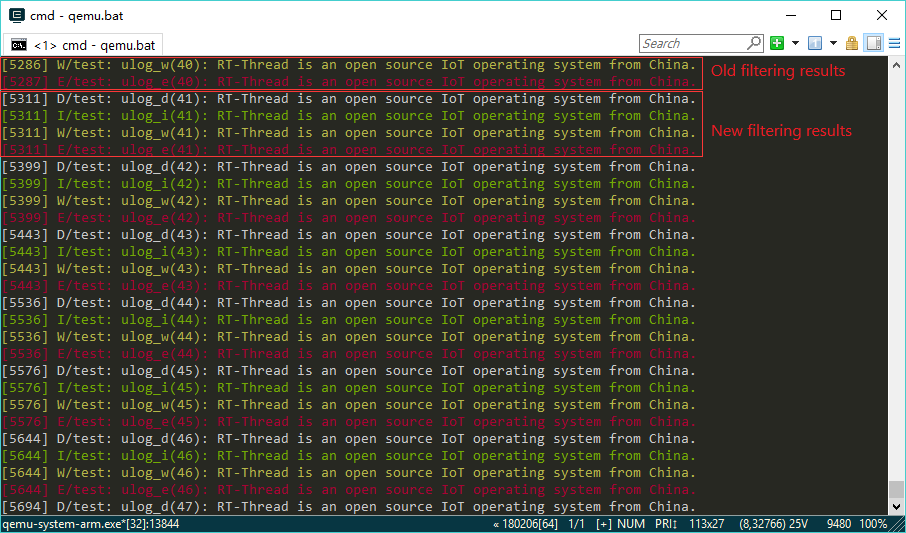 cmd - qemu.bat
<1> cmd - qemu.bat
Search
[5286] W/test: ulog_w(40): RT-Thread is an open source IoT operating system from China.
Old filtering results
[5287] E/test: ulog_e(40): RT-Thread is an open source IoT operating system from China.
[5311] D/test: ulog_d(41): RT-Thread is an open source IoT operating system from China.
[5311] I/test: ulog_i(41): RT-Thread is an open source IoT operating system from China.
New filtering results
[5311] W/test: ulog_w(41): RT-Thread is an open source IoT operating system from China.
[5311] E/test: ulog_e(41): RT-Thread is an open source IoT operating system from China.
[5399] D/test: ulog_d(42): RT-Thread is an open source IoT operating system from China.
[5399] I/test: ulog_i(42): RT-Thread is an open source IoT operating system from China.
[5399] W/test: ulog_w(42): RT-Thread is an open source IoT operating system from China.
[5399] E/test: ulog_e(42): RT-Thread is an open source IoT operating system from China.
[5443] D/test: ulog_d(43): RT-Thread is an open source IoT operating system from China.
[5443] I/test: ulog_i(43): RT-Thread is an open source IoT operating system from China.
[5443] W/test: ulog_w(43): RT-Thread is an open source IoT operating system from China.
[5443] E/test: ulog_e(43): RT-Thread is an open source IoT operating system from China.
[5536] D/test: ulog_d(44): RT-Thread is an open source IoT operating system from China.
[5536] I/test: ulog_i(44): RT-Thread is an open source IoT operating system from China.
[5536] W/test: ulog_w(44): RT-Thread is an open source IoT operating system from China.
[5536] E/test: ulog_e(44): RT-Thread is an open source IoT operating system from China.
[5576] D/test: ulog_d(45): RT-Thread is an open source IoT operating system from China.
[5576] I/test: ulog_i(45): RT-Thread is an open source IoT operating system from China.
[5576] W/test: ulog_w(45): RT-Thread is an open source IoT operating system from China.
[5576] E/test: ulog_e(45): RT-Thread is an open source IoT operating system from China.
[5644] D/test: ulog_d(46): RT-Thread is an open source IoT operating system from China.
[5644] I/test: ulog_i(46): RT-Thread is an open source IoT operating system from China.
[5644] W/test: ulog_w(46): RT-Thread is an open source IoT operating system from China.
[5644] E/test: ulog_e(46): RT-Thread is an open source IoT operating system from China.
[5694] D/test: ulog_d(47): RT-Thread is an open source IoT operating system from China.
qemu-system-arm.exe*[32]:13844 « 180206[64] 1/1 [+] NUM PRI↕ 113x27 (8,32766) 25V 9480 100%